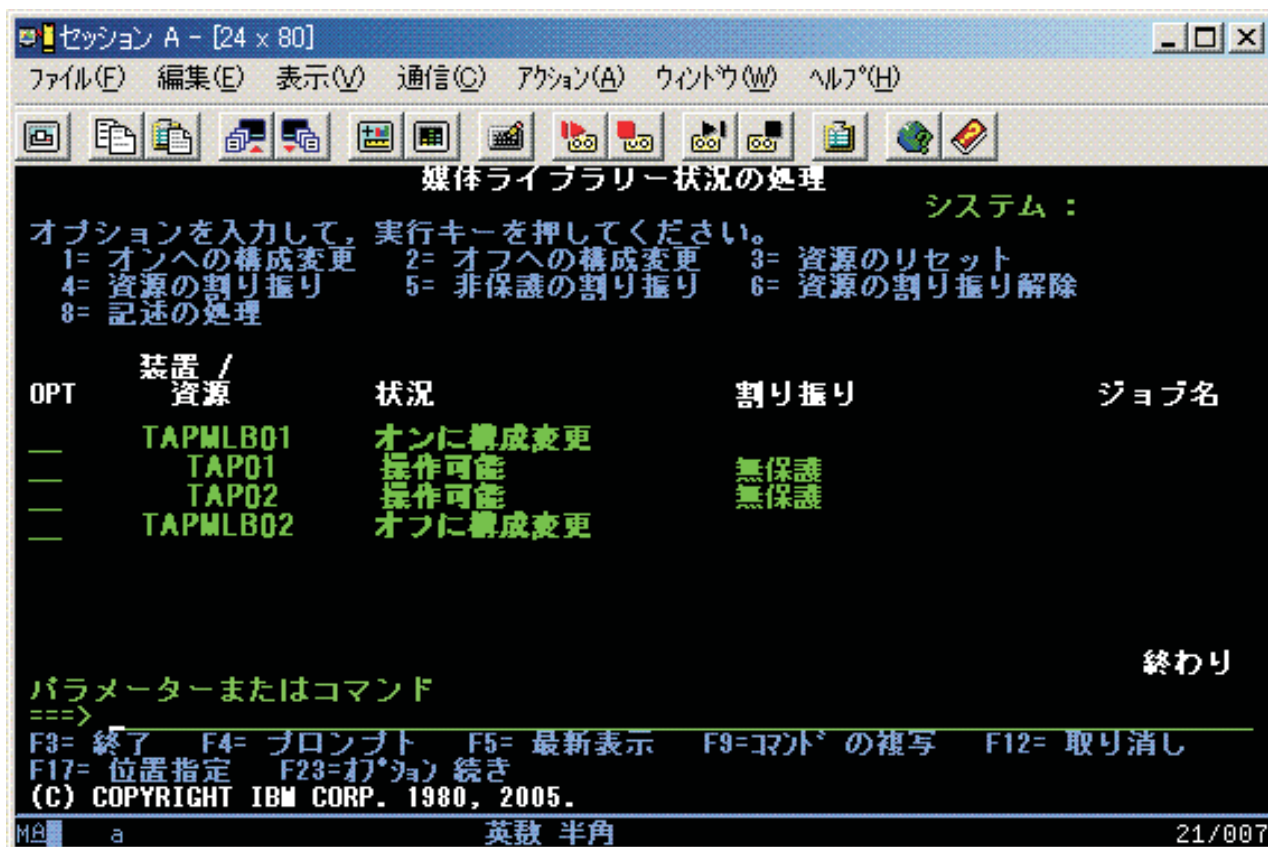 セッション A - [24 x 80]
ファイル(F) 編集(E) 表示(V) 通信(C) アクション(A) ウィンドウ(W) ヘルプ(H)
媒体ライブラリー状況の処理
システム :
オプションを入力して, 実行キーを押してください。
1= オンへの構成変更 2= オフへの構成変更 3= 資源のリセット
4= 資源の割り振り 5= 非保護の割り振り 6= 資源の割り振り解除
8= 記述の処理
装置 /
OPT 資源 状況 割り振り ジョブ名
__ TAPMLB01 オンに構成変更
__ TAP01 操作可能 無保護
__ TAP02 操作可能 無保護
__ TAPMLB02 オフに構成変更
終わり
パラメーターまたはコマンド
===>
F3= 終了 F4= プロンプト F5= 最新表示 F9=コマンド の複写 F12= 取り消し
F17= 位置指定 F23=オプション 続き
(C) COPYRIGHT IBM CORP. 1980, 2005.
MA a 英数 半角 21/007